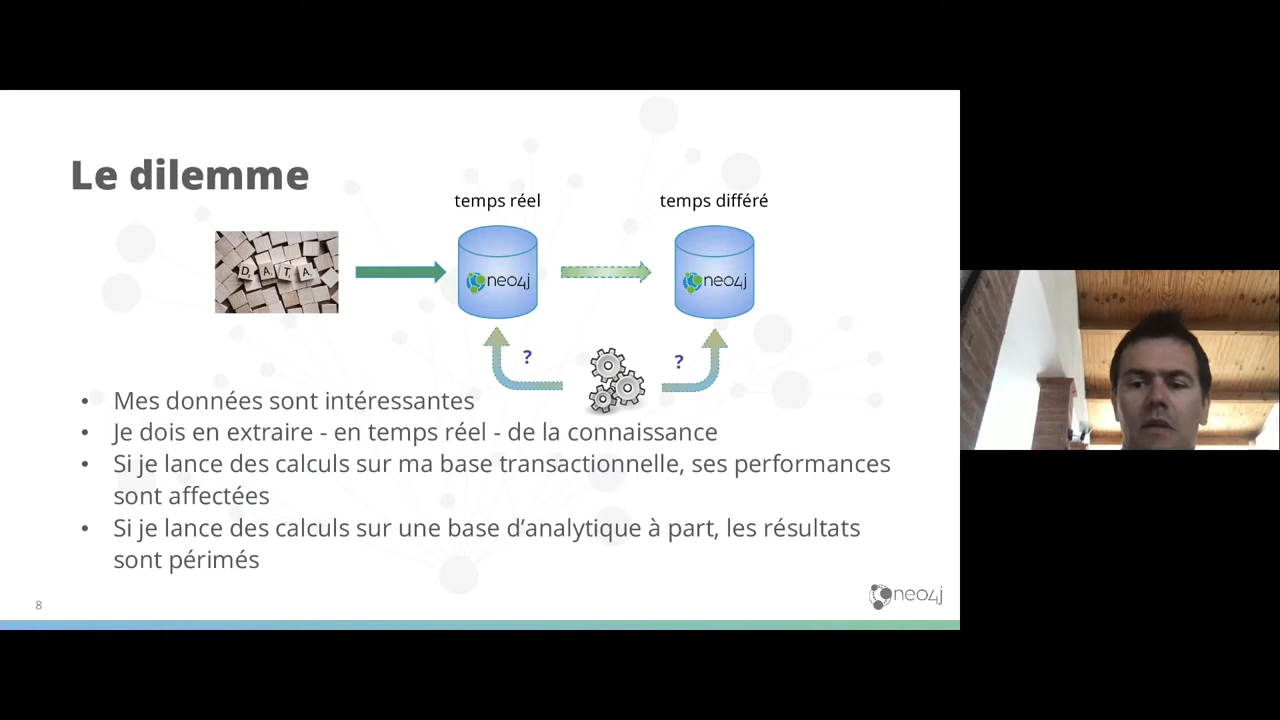 Le dilemme
temps réel
temps différé
DATA
neo4j
neo4j
?
?
• Mes données sont intéressantes
• Je dois en extraire - en temps réel - de la connaissance
• Si je lance des calculs sur ma base transactionnelle, ses performances
sont affectées
• Si je lance des calculs sur une base d’analytique à part, les résultats
sont périmés
8
neo4j